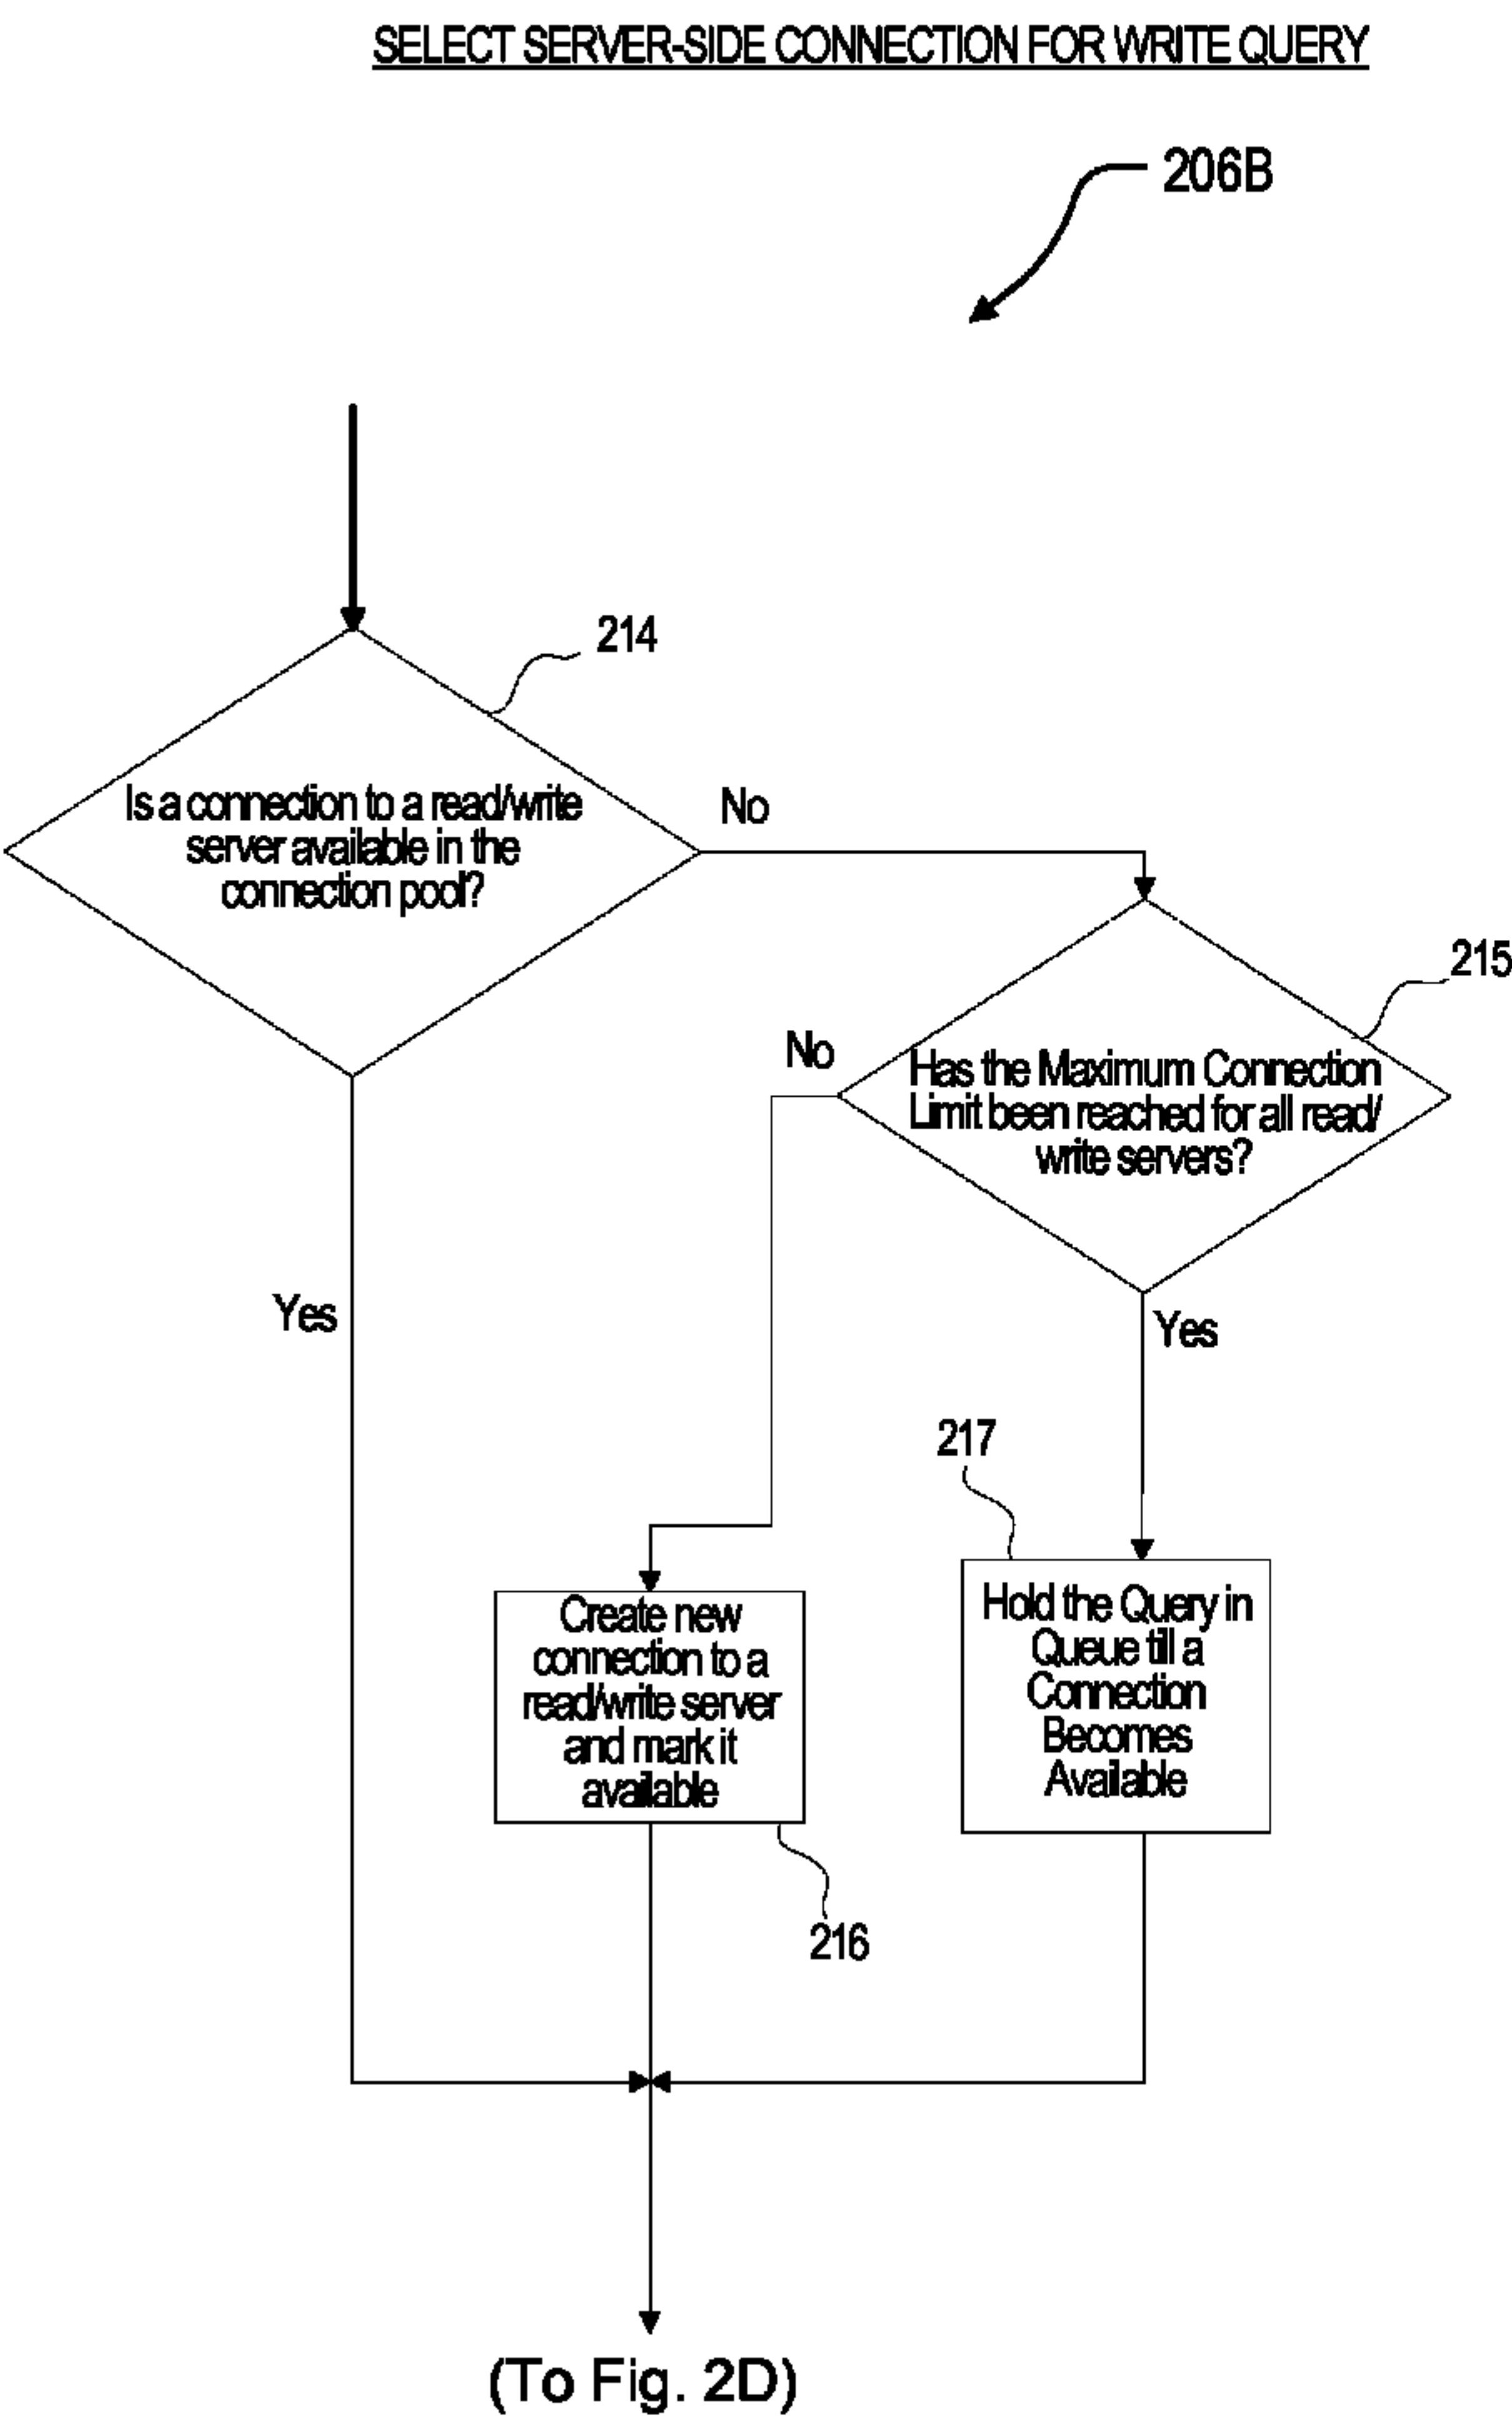 SELECT SERVER-SIDE CONNECTION FOR WRITE QUERY
206B
214
Is a connection to a read/write
server available in the
connection pool?
No
215
No
Has the Maximum Connection
Limit been reached for all read/
write servers?
Yes
Yes
217
Create new
connection to a
read/write server
and mark it
available
Hold the Query in
Queue till a
Connection
Becomes
Available
216
(To Fig. 2D)